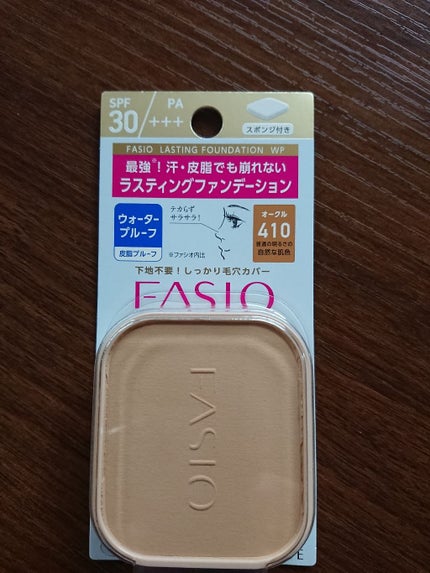 SPF 30 / PA +++
スポンジ付き
FASIO LASTING FOUNDATION WP
最強※！汗・皮脂でも崩れない
ラスティングファンデーション
ウォーター
プルーフ
皮脂プルーフ
テカらず
サラサラ！
※ファシオ内比
オークル
410
普通の明るさの
自然な肌色
下地不要！しっかり毛穴カバー
FASIO
FASIO